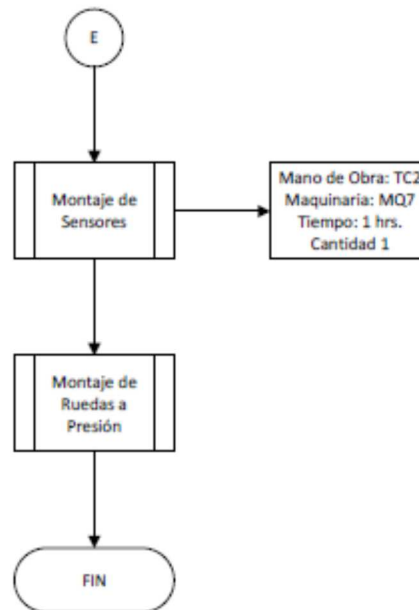 E
Montaje de
Sensores
Mano de Obra: TC2
Maquinaria: MQ7
Tiempo: 1 hrs.
Cantidad 1
Montaje de
Ruedas a
Presión
FIN